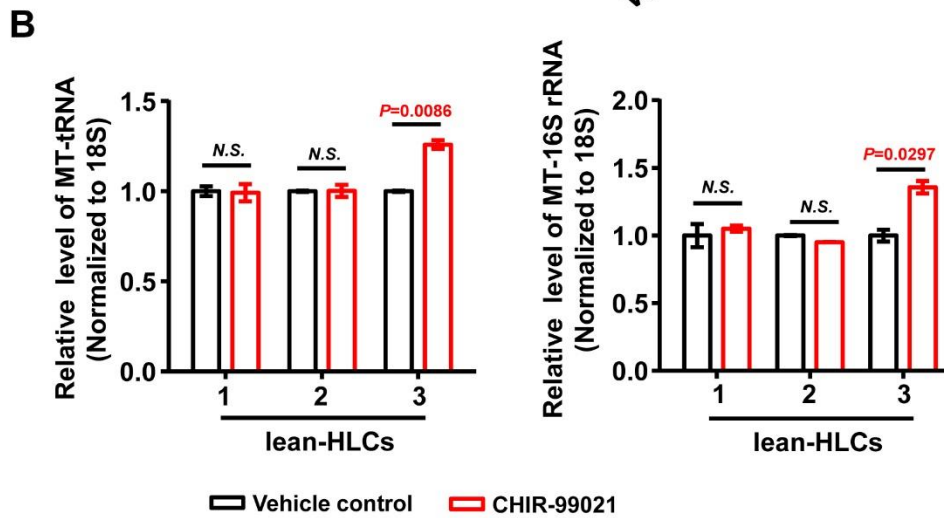 B
Relative level of MT-tRNA
(Normalized to 18S)
1.5
1.0
0.5
0.0
N.S.
N.S.
P=0.0086
1 2 3
lean-HLCs
Relative level of MT-16S rRNA
(Normalized to 18S)
2.0
1.5
1.0
0.5
0.0
N.S.
N.S.
P=0.0297
1 2 3
lean-HLCs
Vehicle control CHIR-99021